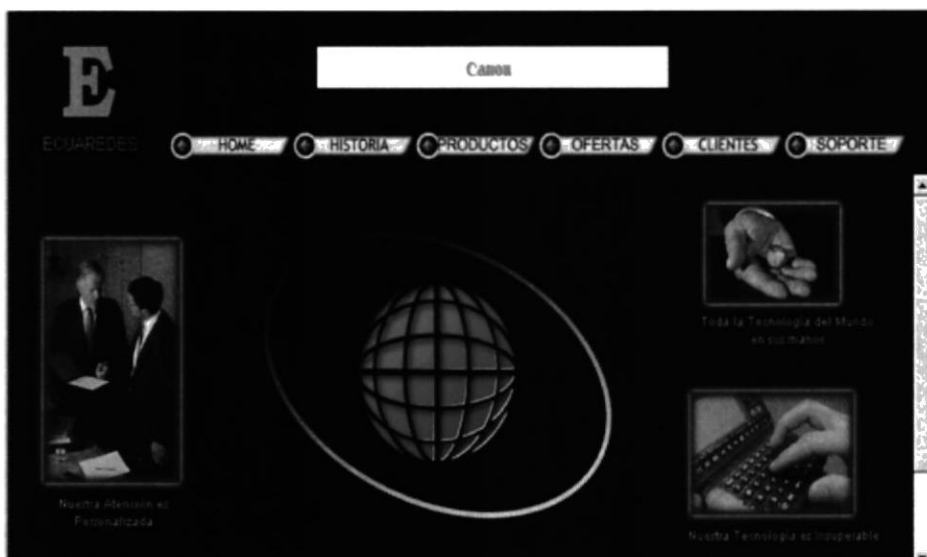 E
Canon
ECUAREDES
HOME HISTORIA PRODUCTOS OFERTAS CLIENTES SOPORTE
Toda la Tecnología del Mundo
en sus manos
Nuestra Atención es
Personalizada
Nuestra Tecnología es Insuperable